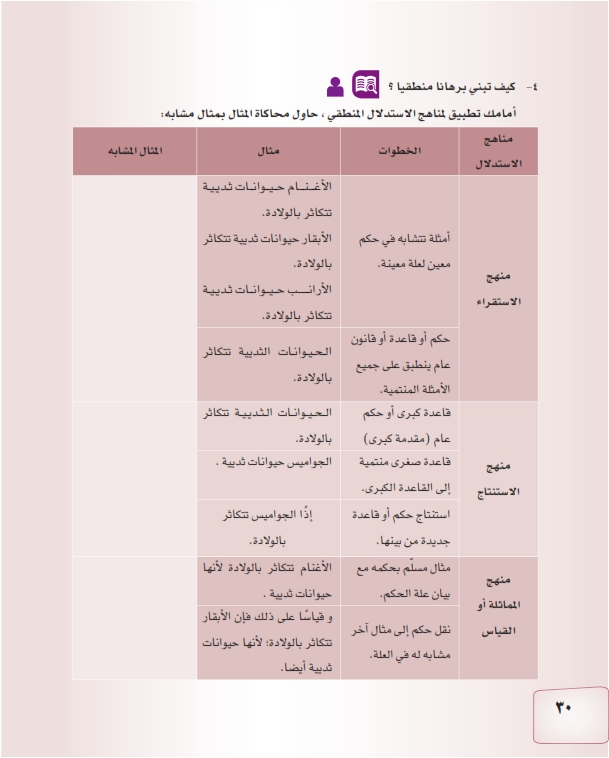 ٤- كيف تبني برهانا منطقيا ؟
أمامك تطبيق لمناهج الاستدلال المنطقي ، حاول محاكاة المثال بمثال مشابه:
مناهج
الاستدلال
الخطوات
مثال
المثال المشابه
منهج
الاستقراء
أمثلة تتشابه في حكم
معين لعلة معينة.
الأغنام حيوانات ثديية
تتكاثر بالولادة.
الأبقار حيوانات ثديية تتكاثر
بالولادة.
الأرانب حيوانات ثديية
تتكاثر بالولادة.
حكم أو قاعدة أو قانون
عام ينطبق على جميع
الأمثلة المنتمية.
الحيوانات الثديية تتكاثر
بالولادة.
منهج
الاستنتاج
قاعدة كبرى أو حكم
عام (مقدمة كبرى)
الحيوانات الثديية تتكاثر
بالولادة.
قاعدة صغرى منتمية
إلى القاعدة الكبرى.
الجواميس حيوانات ثديية .
استنتاج حكم أو قاعدة
جديدة من بينها.
إذًا الجواميس تتكاثر
بالولادة.
منهج
المماثلة أو
القياس
مثال مسلّم بحكمه مع
بيان علة الحكم.
الأغنام تتكاثر بالولادة لأنها
حيوانات ثديية .
نقل حكم إلى مثال آخر
مشابه له في العلة.
و قياسًا على ذلك فإن الأبقار
تتكاثر بالولادة؛ لأنها حيوانات
ثديية أيضا.
٣٠